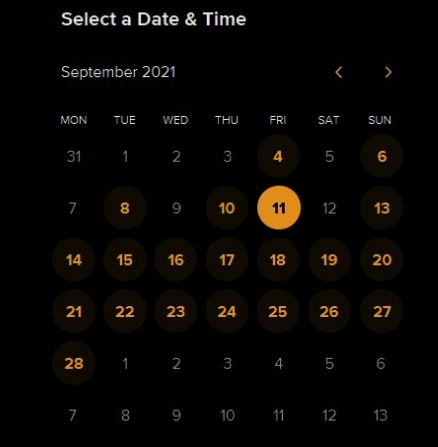 Select a Date & Time
September 2021
MON TUE WED THU FRI SAT SUN
31 1 2 3 4 5 6
7 8 9 10 11 12 13
14 15 16 17 18 19 20
21 22 23 24 25 26 27
28 1 2 3 4 5 6
7 8 9 10 11 12 13